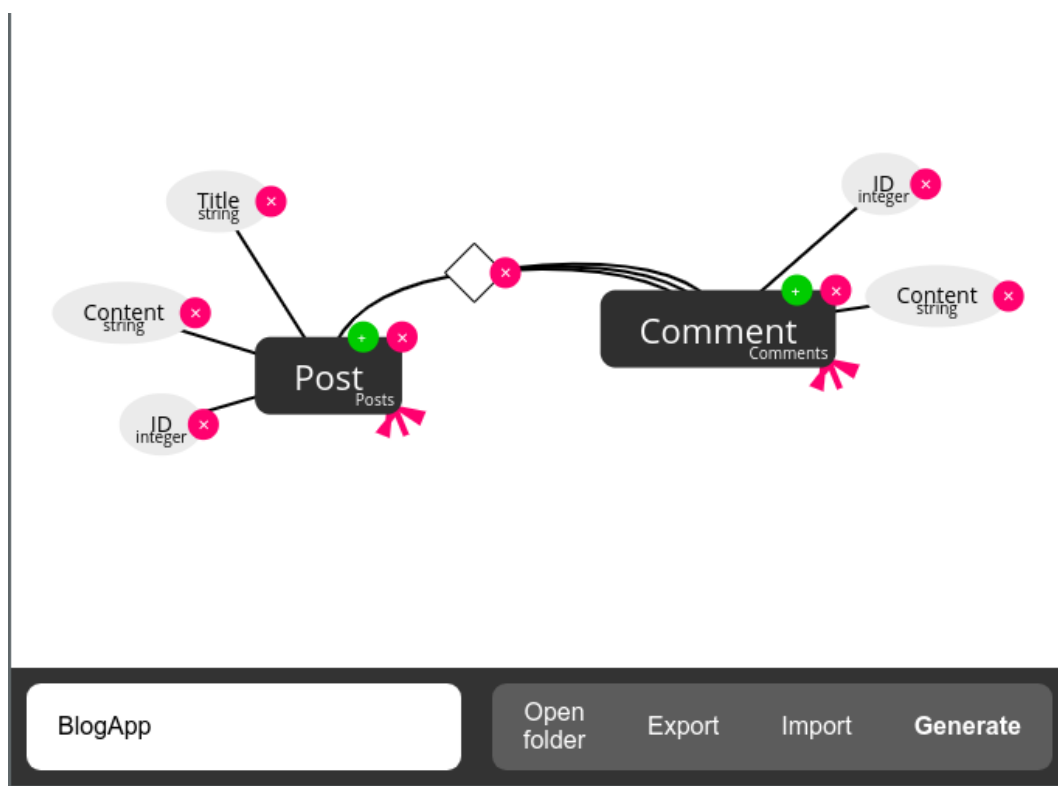 Title
string
Content
string
ID
integer
Post
Posts
Comment
Comments
ID
integer
Content
string
BlogApp
Open
folder
Export
Import
Generate